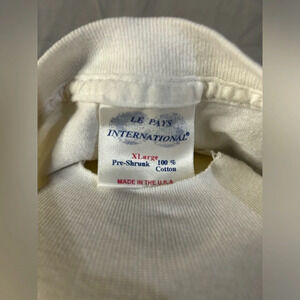 LE PAYS
INTERNATIONAL®
XLarge
Pre-Shrunk 100 %
Cotton
MADE IN THE U.S.A